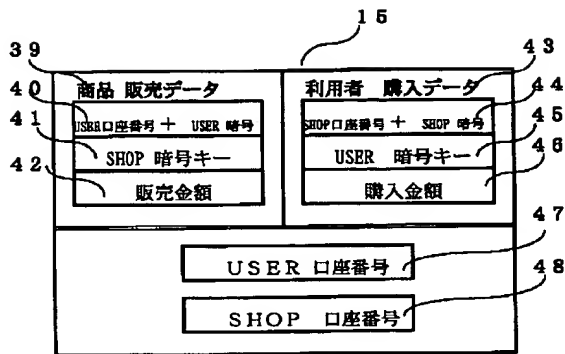 15
39
商品 販売データ
40
USER口座番号 + USER 暗号
41
SHOP 暗号キー
42
販売金額
43
利用者 購入データ
44
SHOP口座番号 + SHOP 暗号
45
USER 暗号キー
46
購入金額
47
USER 口座番号
48
SHOP 口座番号